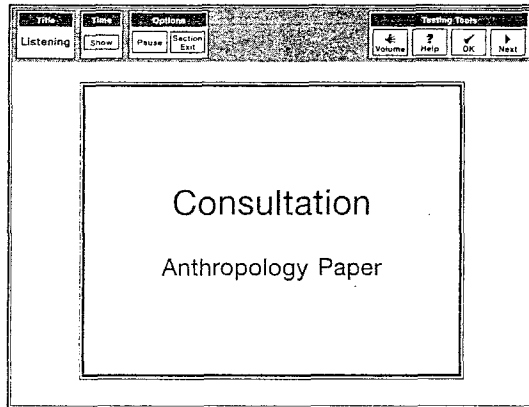 Title Time Options Testing Tools
Listening Show Pause Section Exit Volume Help OK Next
Consultation
Anthropology Paper